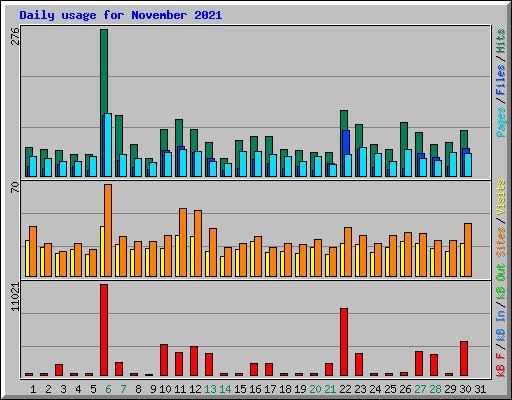 Daily usage for November 2021
276
Pages / Files / Hits
70
Sites / Visits
11021
kB F / kB In / kB Out
1 2 3 4 5 6 7 8 9 10 11 12 13 14 15 16 17 18 19 20 21 22 23 24 25 26 27 28 29 30 31